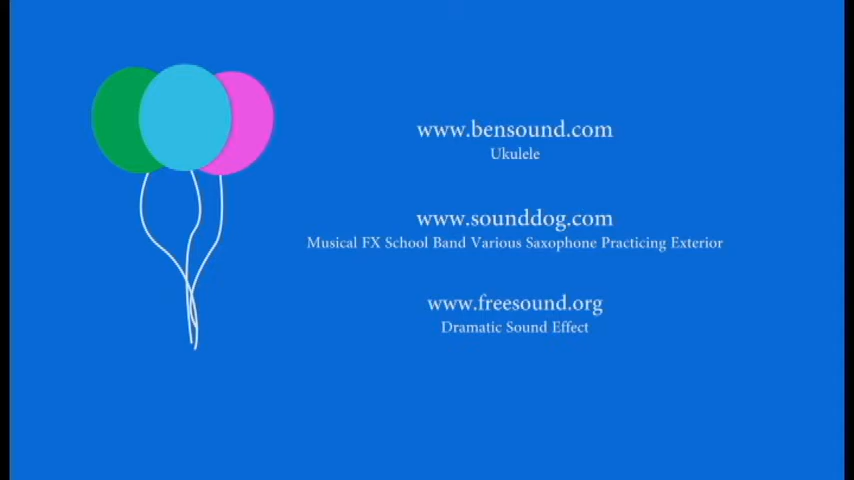 www.bensound.com
Ukulele
www.sounddog.com
Musical FX School Band Various Saxophone Practicing Exterior
www.freesound.org
Dramatic Sound Effect